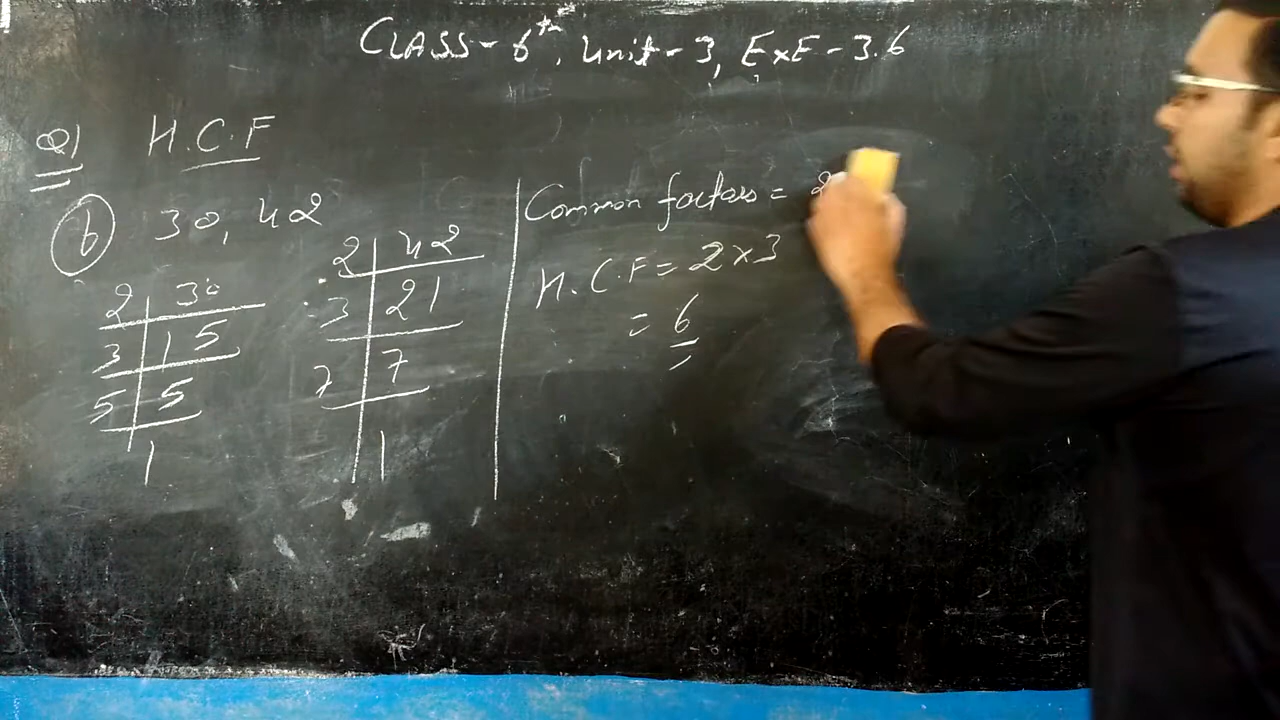 CLASS-6th, Unit-3, ExE-3.6
Q1 H.C.F
b 30, 42
2 30
3 15
5 5
1
2 42
3 21
7 7
1
Common factors = 2
H.C.F = 2×3
= 6